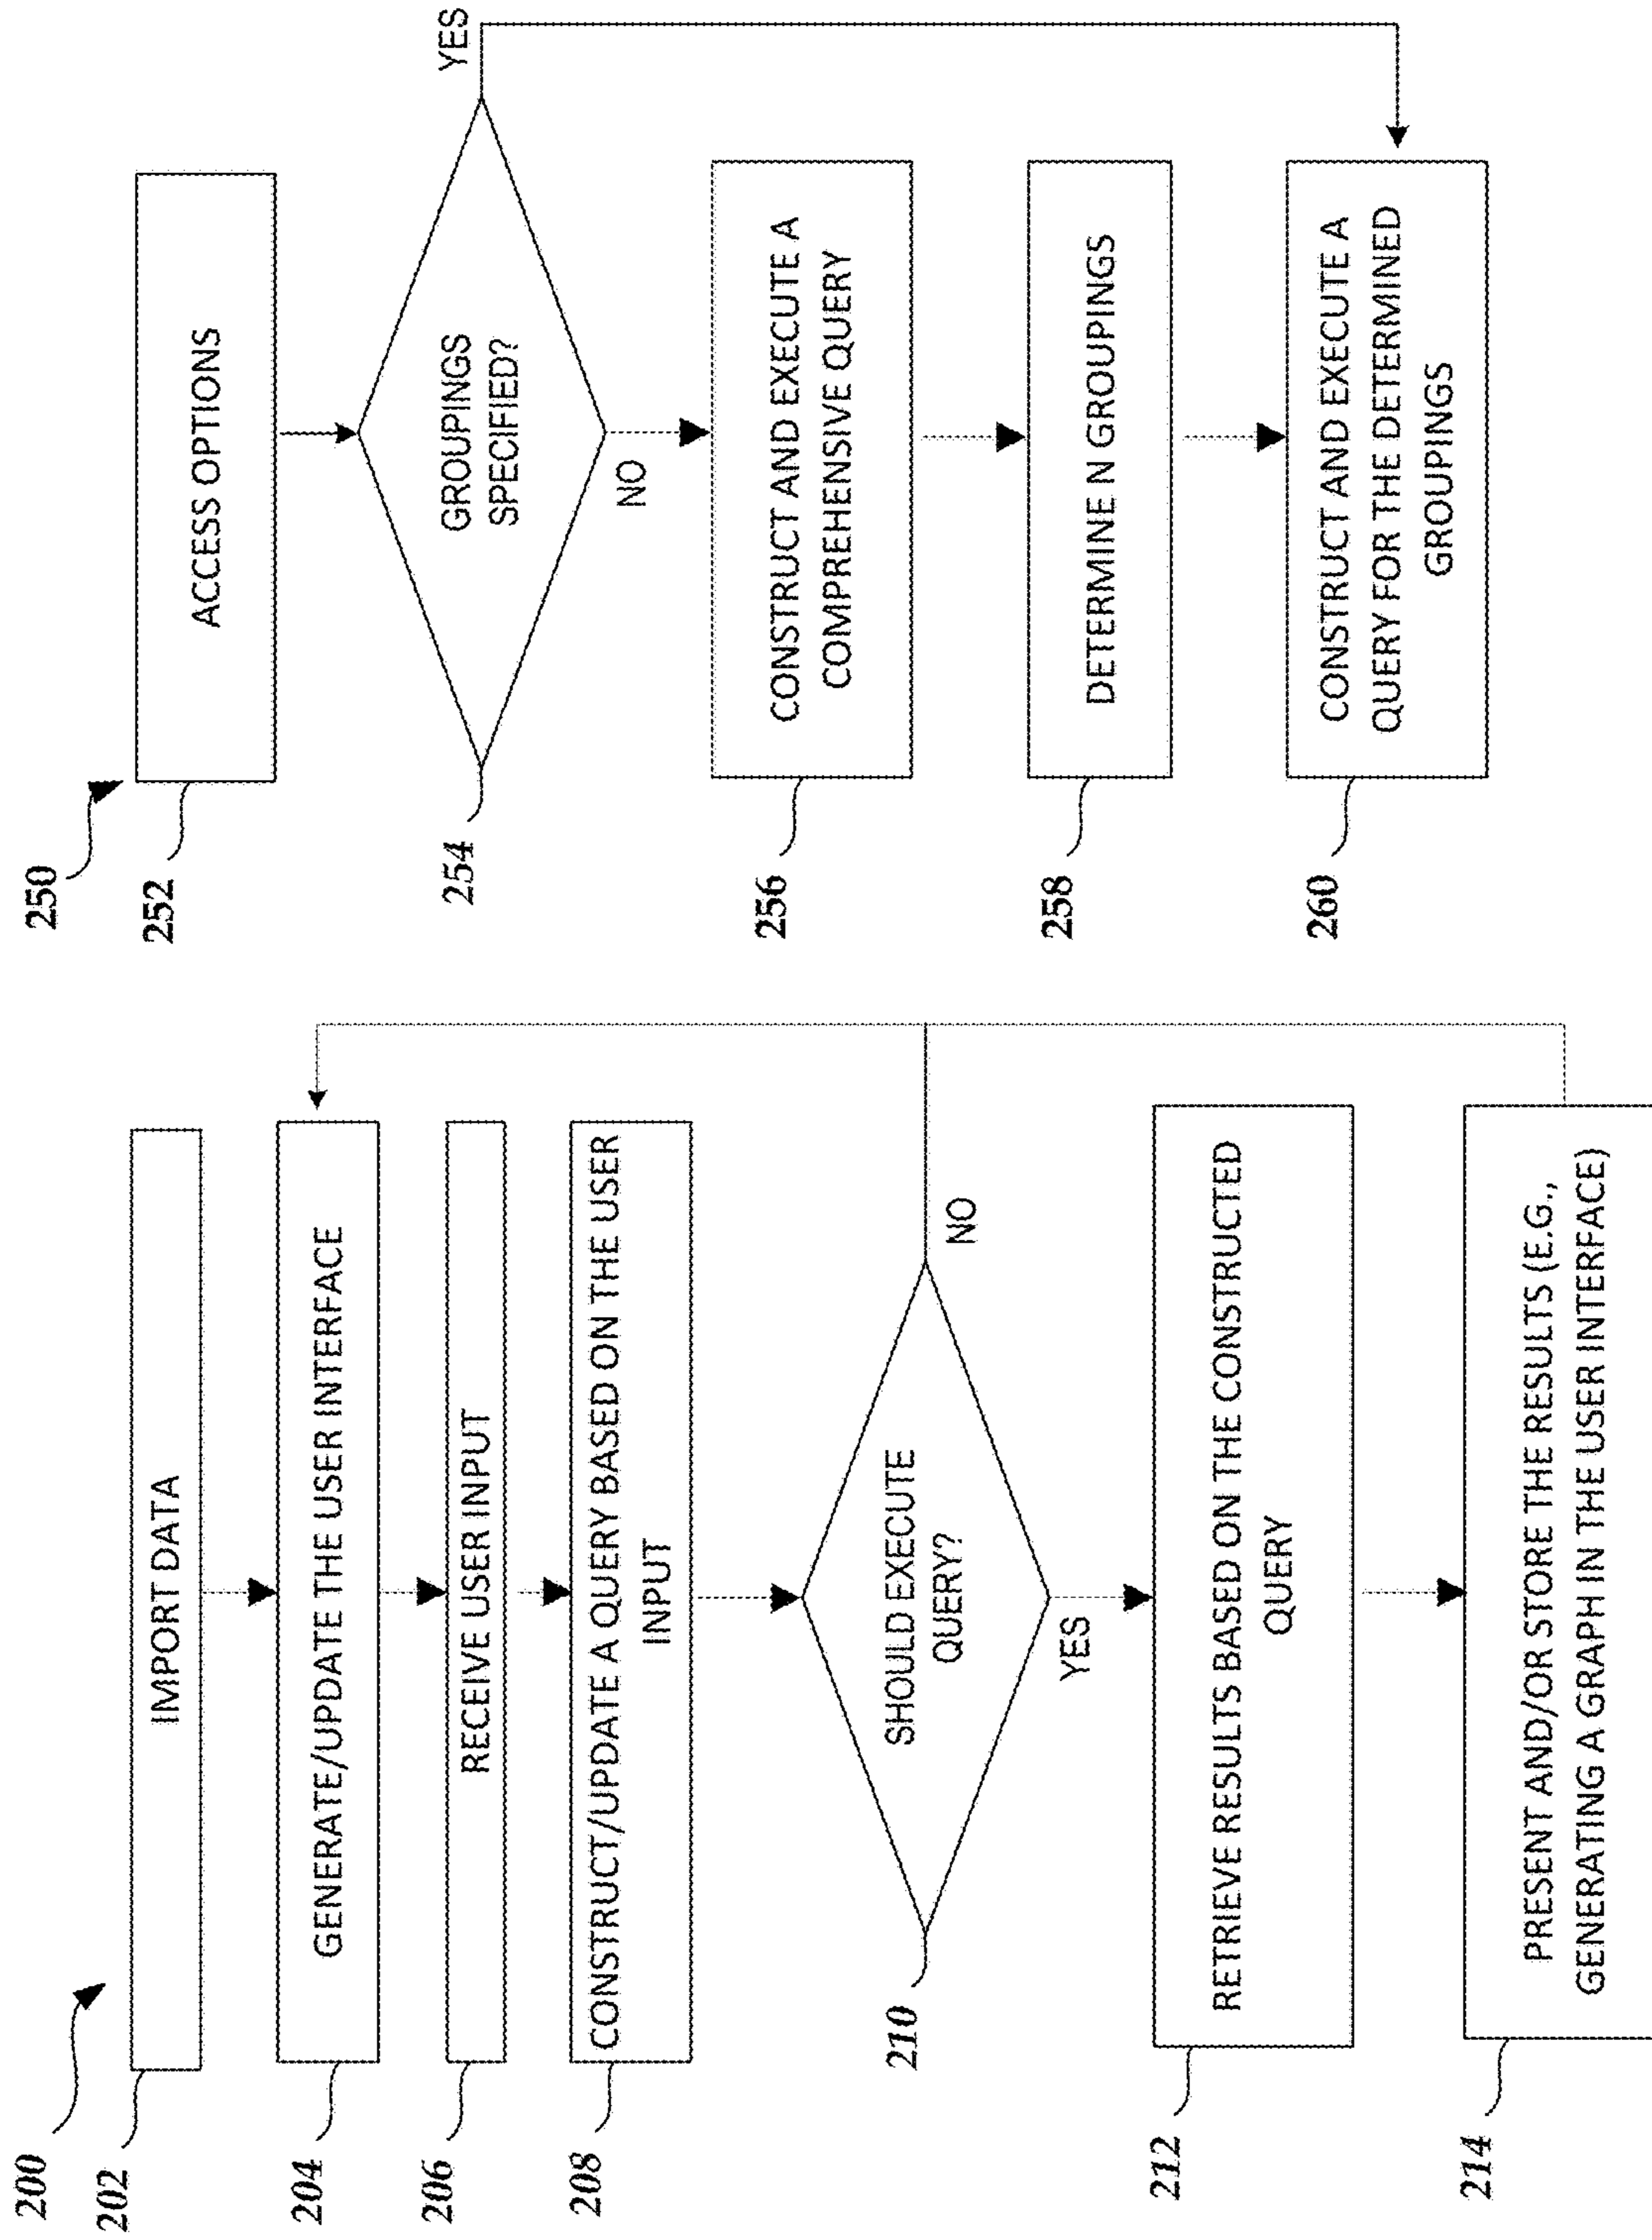 200
202
IMPORT DATA
204
GENERATE/UPDATE THE USER INTERFACE
206
RECEIVE USER INPUT
208
CONSTRUCT/UPDATE A QUERY BASED ON THE USER
INPUT
210
SHOULD EXECUTE
QUERY?
NO
YES
212
RETRIEVE RESULTS BASED ON THE CONSTRUCTED
QUERY
214
PRESENT AND/OR STORE THE RESULTS (E.G.,
GENERATING A GRAPH IN THE USER INTERFACE)
250
252
ACCESS OPTIONS
254
GROUPINGS
SPECIFIED?
YES
NO
256
CONSTRUCT AND EXECUTE A
COMPREHENSIVE QUERY
258
DETERMINE N GROUPINGS
260
CONSTRUCT AND EXECUTE A
QUERY FOR THE DETERMINED
GROUPINGS